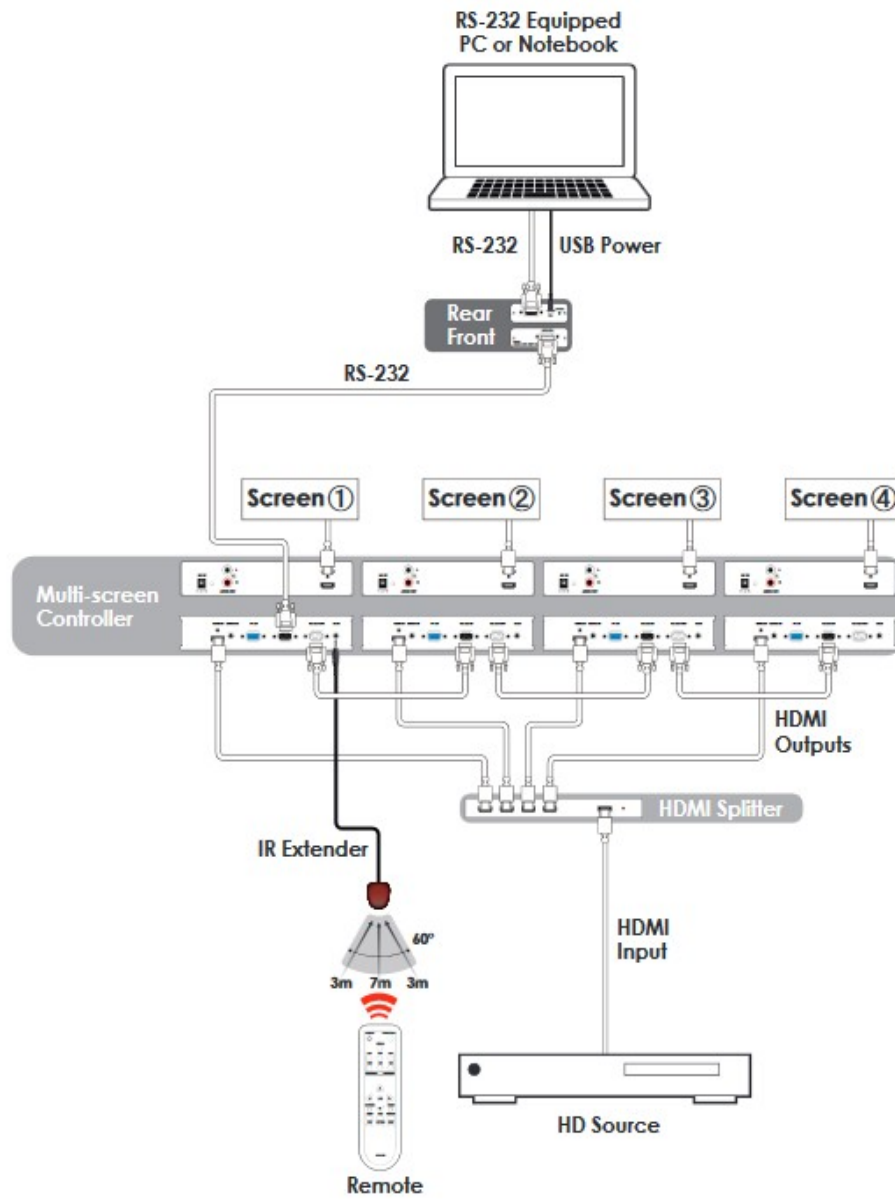 RS-232 Equipped
PC or Notebook
RS-232
USB Power
Rear
Front
RS-232
Screen①
Screen②
Screen③
Screen④
Multi-screen
Controller
HDMI
Outputs
HDMI Splitter
IR Extender
60°
3m 7m 3m
HDMI
Input
HD Source
Remote